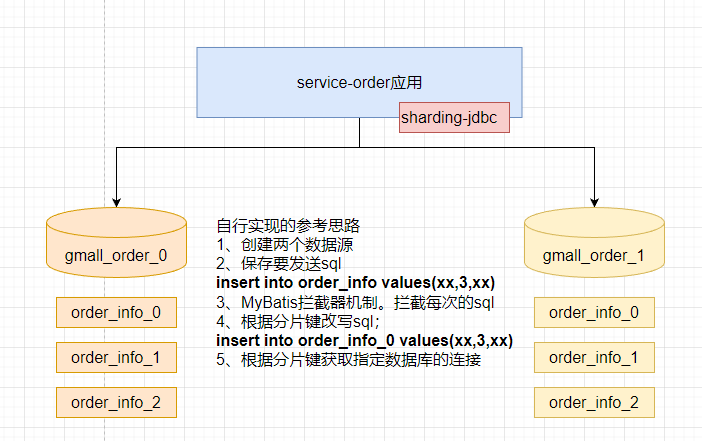 service-order应用
sharding-jdbc
gmall_order_0
order_info_0
order_info_1
order_info_2
自行实现的参考思路
1、创建两个数据源
2、保存要发送sql
insert into order_info values(xx,3,xx)
3、MyBatis拦截器机制。拦截每次的sql
4、根据分片键改写sql；
insert into order_info_0 values(xx,3,xx)
5、根据分片键获取指定数据库的连接
gmall_order_1
order_info_0
order_info_1
order_info_2